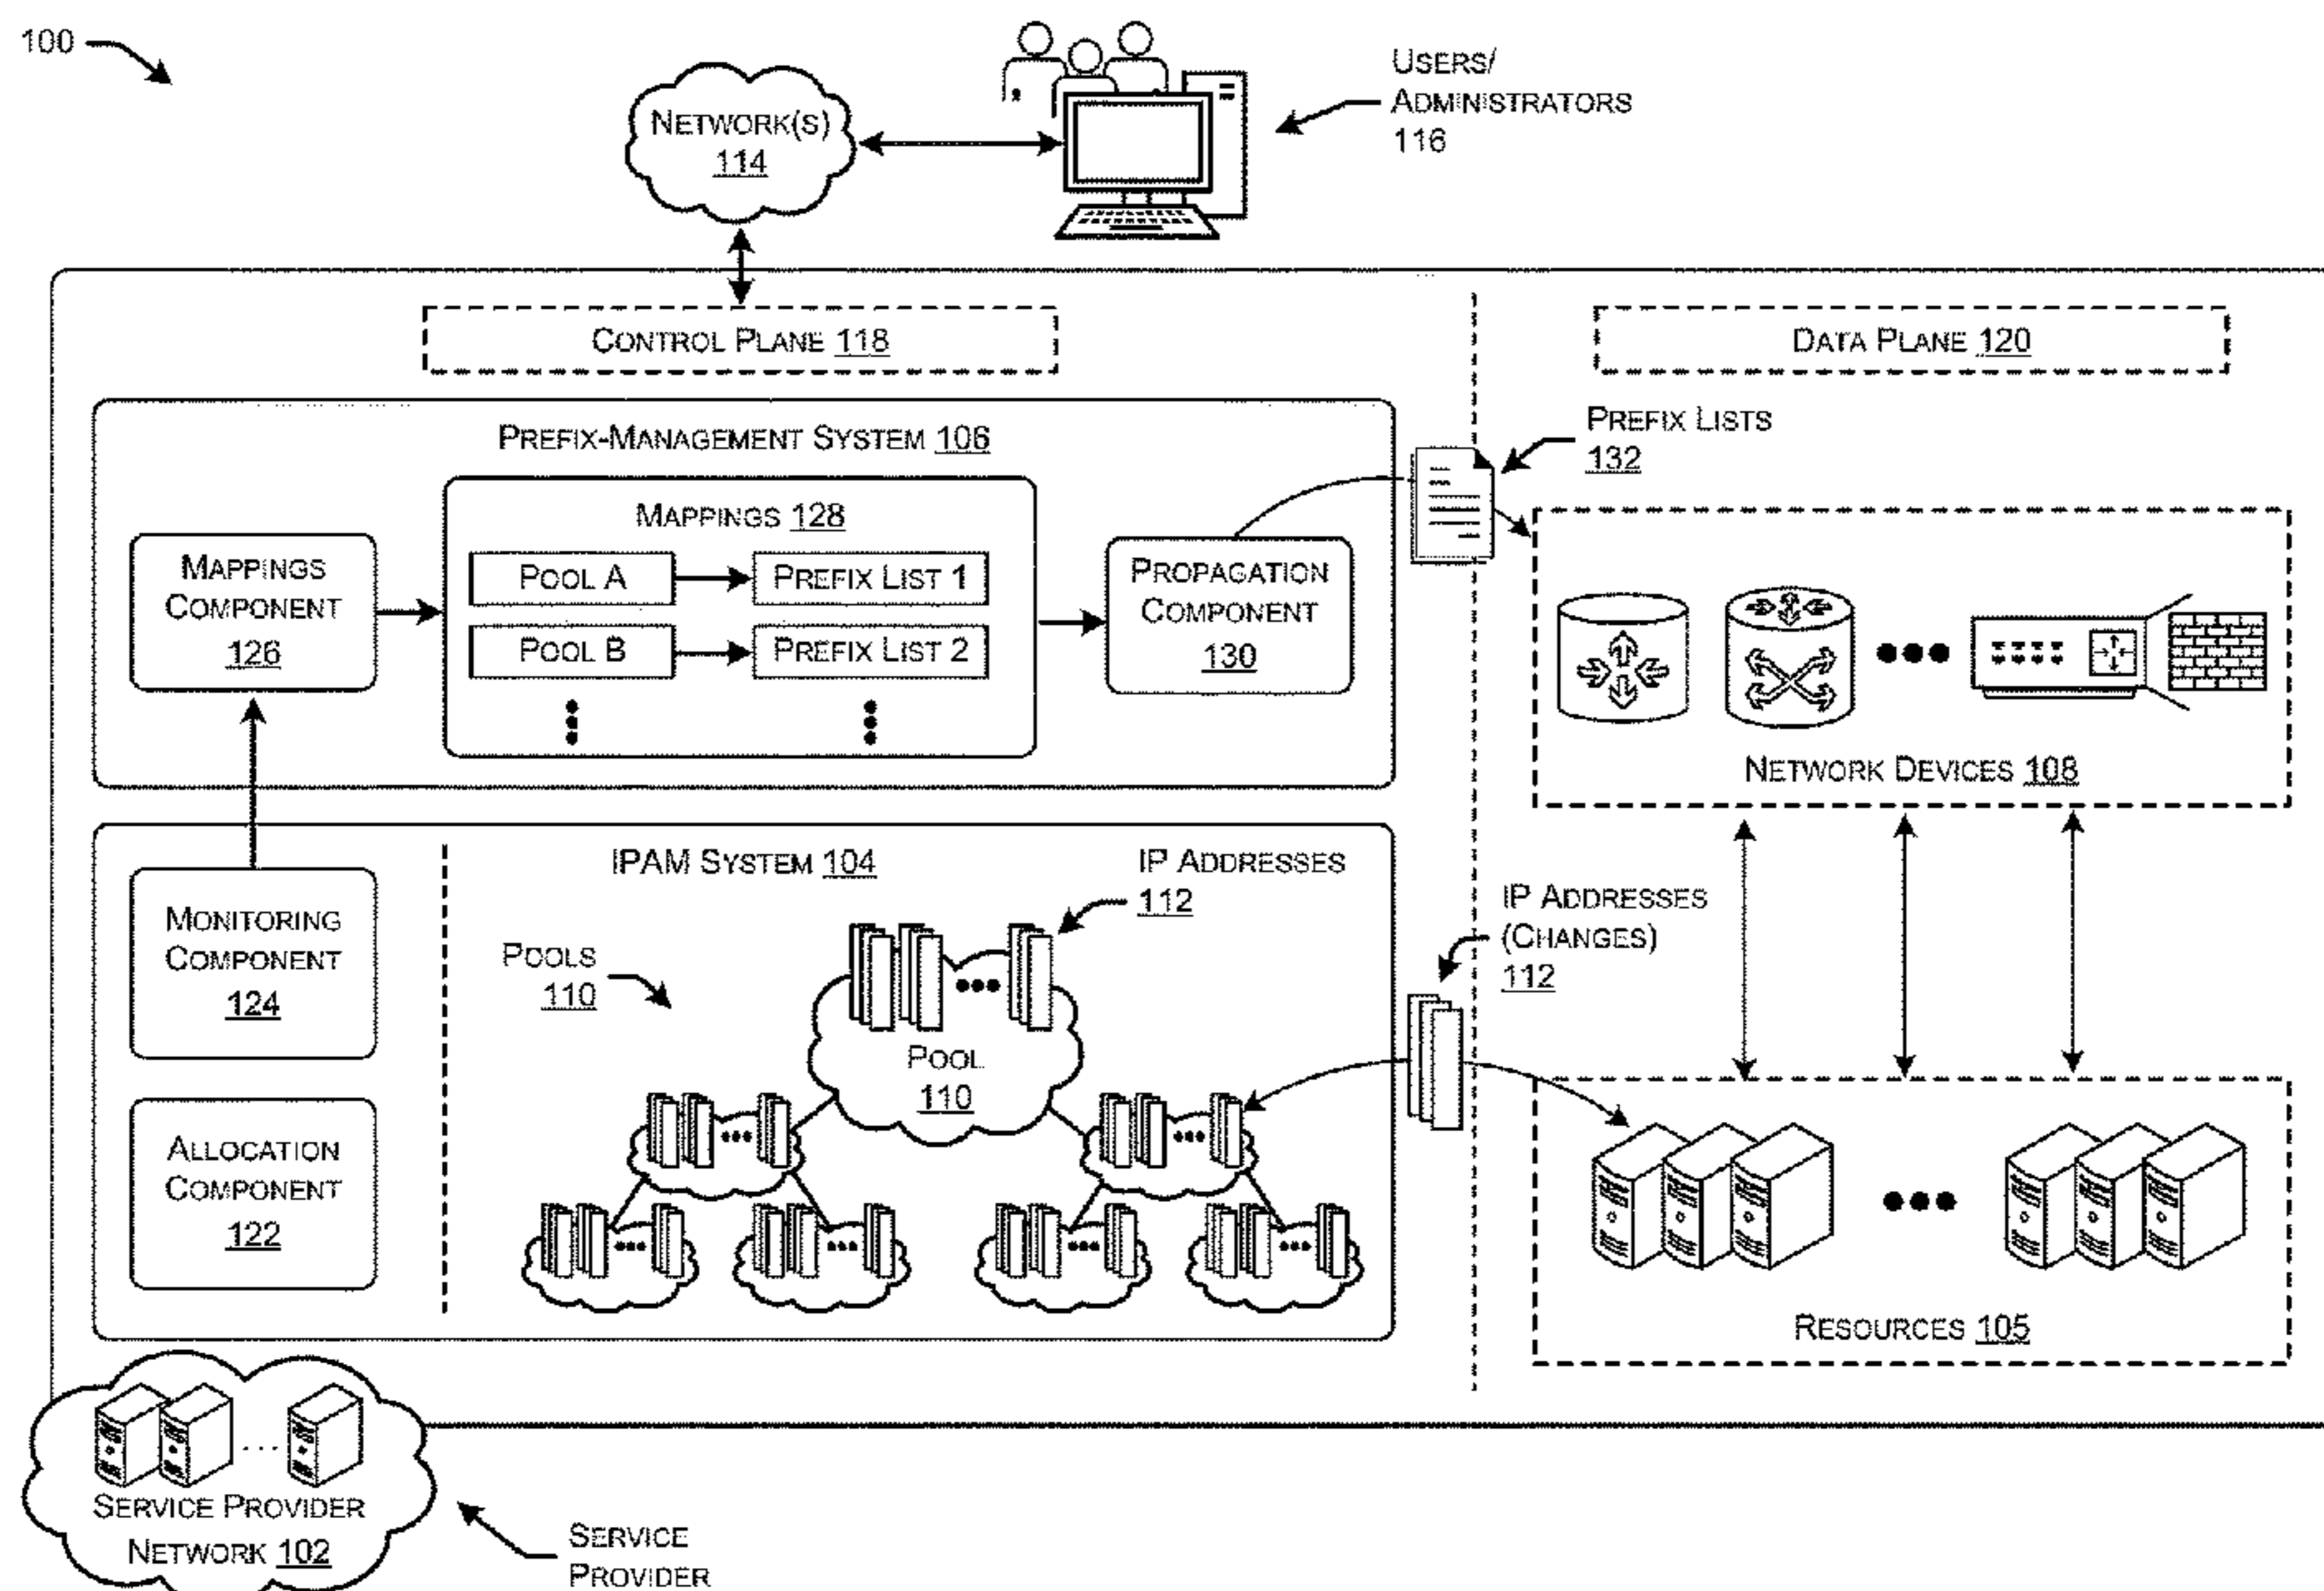 100
NETWORK(S)
114
USERS/
ADMINISTRATORS
116
CONTROL PLANE 118
DATA PLANE 120
PREFIX-MANAGEMENT SYSTEM 106
PREFIX LISTS
132
MAPPINGS
COMPONENT
126
MAPPINGS 128
POOL A
PREFIX LIST 1
POOL B
PREFIX LIST 2
PROPAGATION
COMPONENT
130
NETWORK DEVICES 108
IPAM SYSTEM 104
IP ADDRESSES
112
MONITORING
COMPONENT
124
POOLS
110
POOL
110
IP ADDRESSES
(CHANGES)
112
ALLOCATION
COMPONENT
122
RESOURCES 105
SERVICE PROVIDER
NETWORK 102
SERVICE
PROVIDER